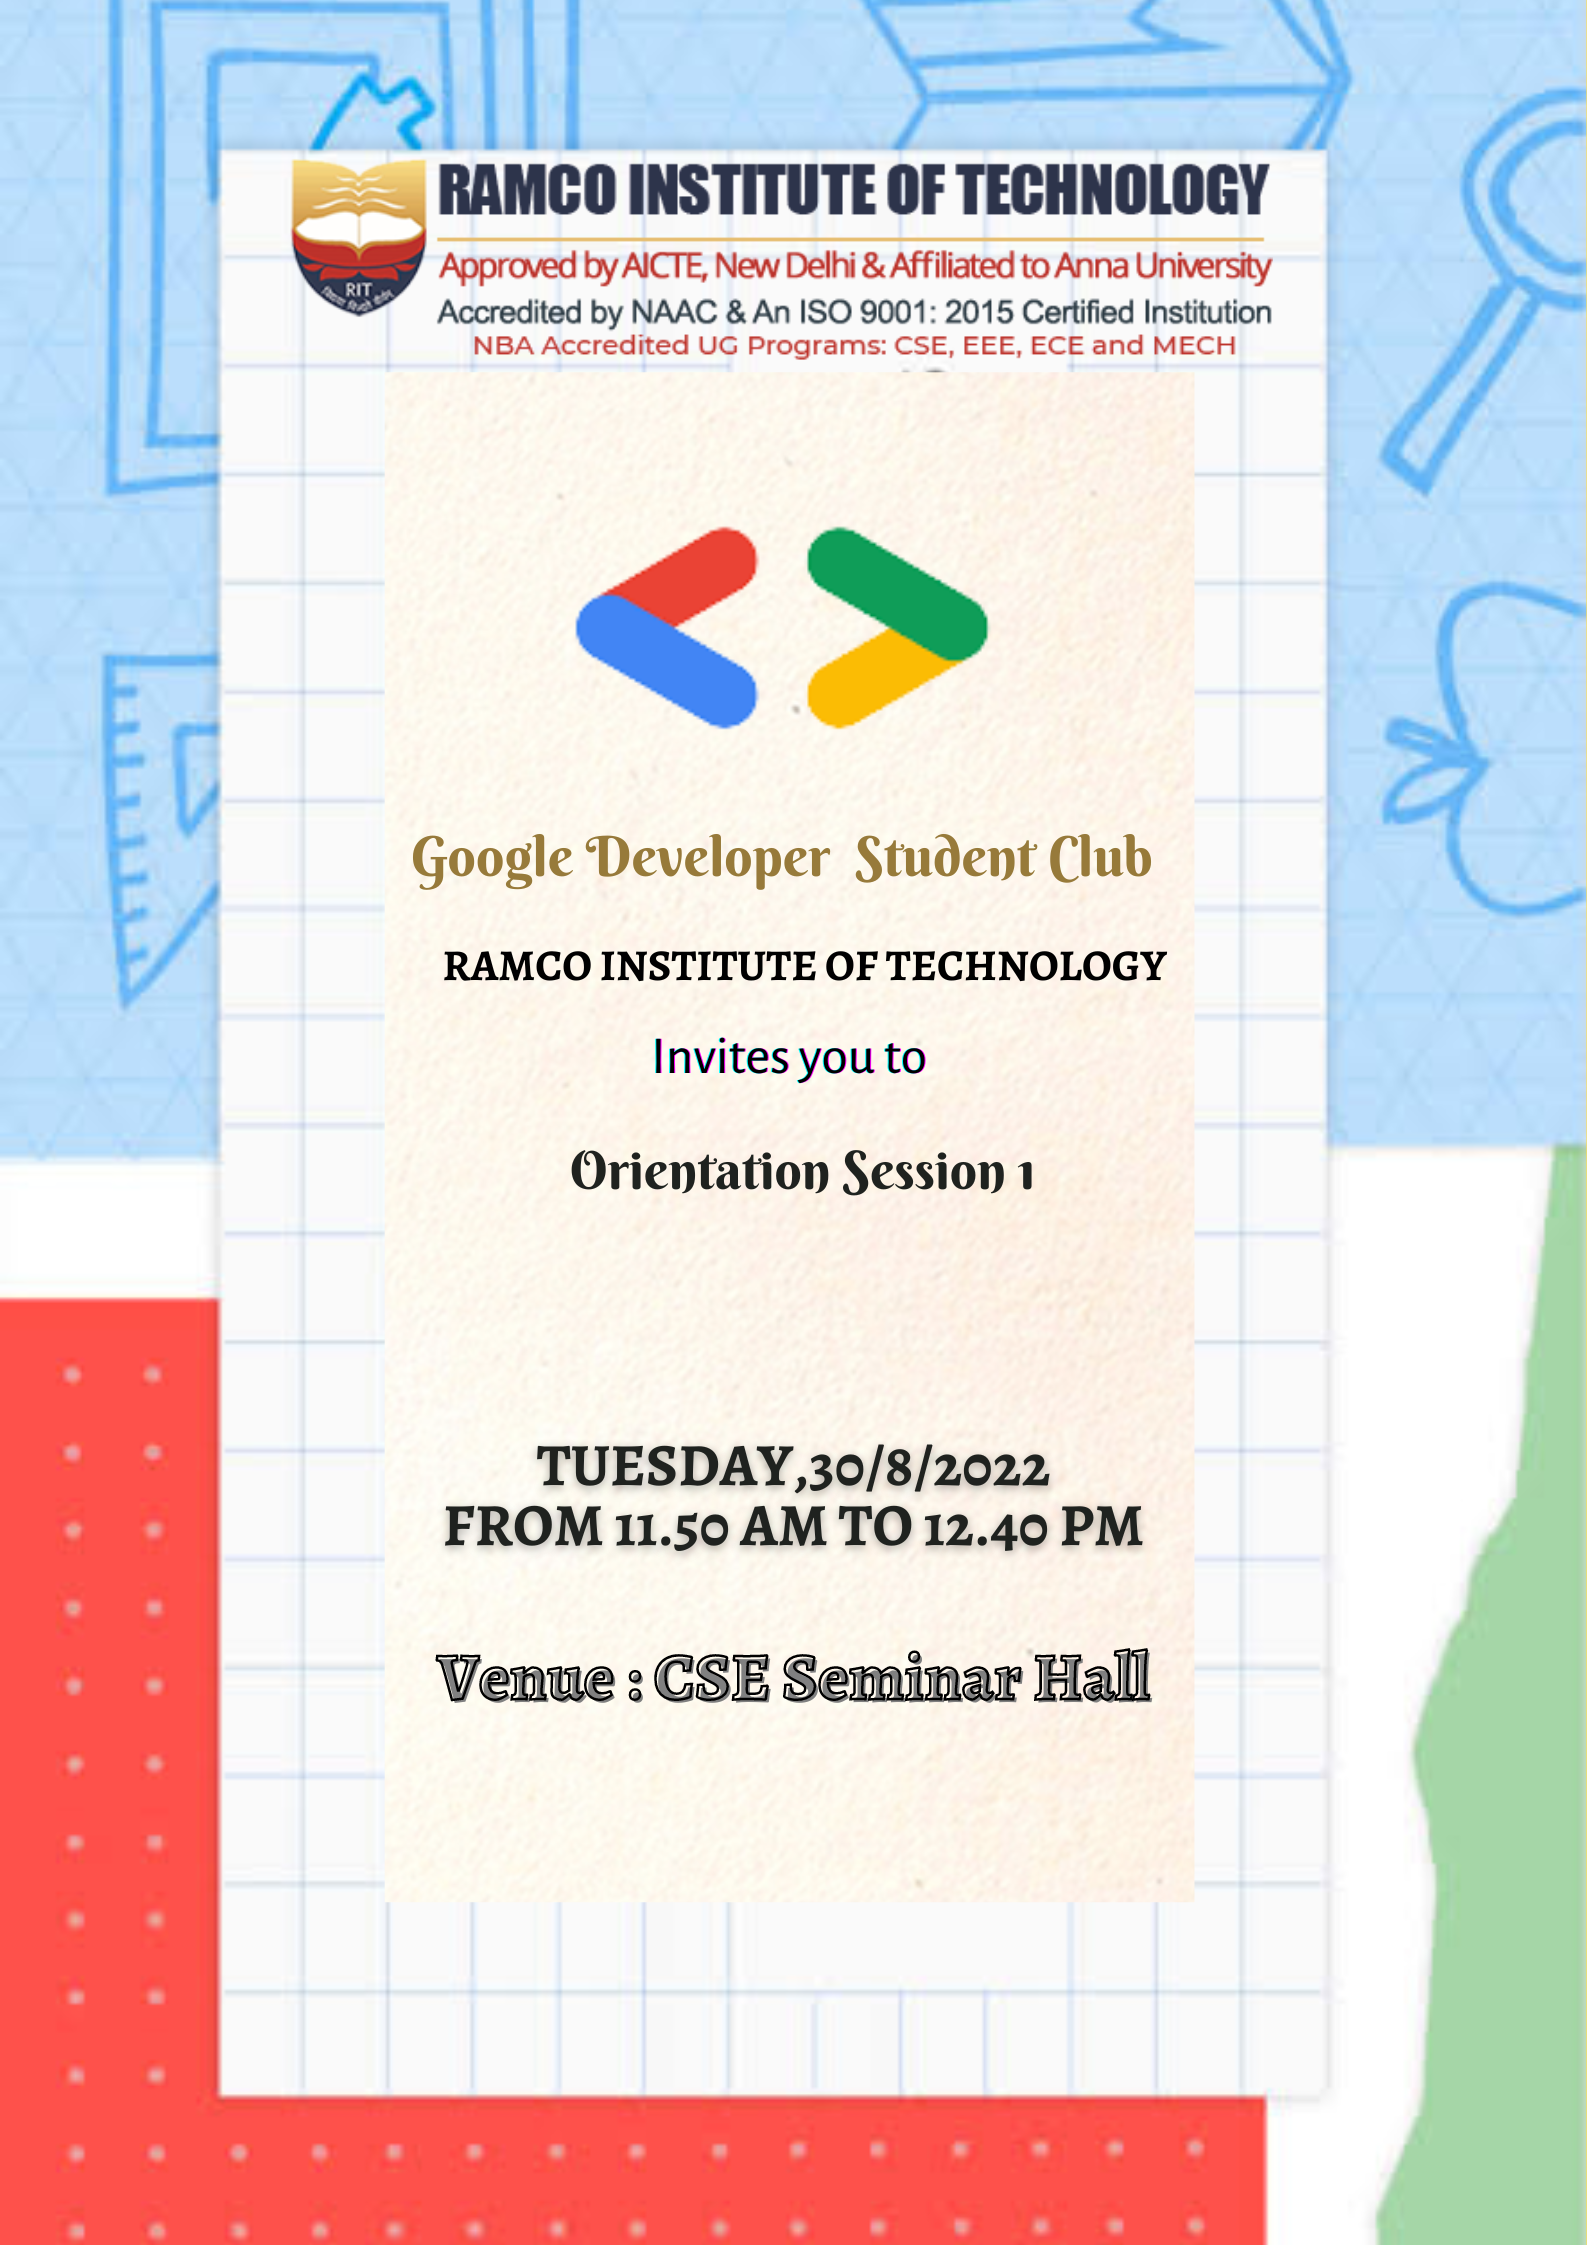 RAMCO INSTITUTE OF TECHNOLOGY
Approved by AICTE, New Delhi & Affiliated to Anna University
Accredited by NAAC & An ISO 9001: 2015 Certified Institution
NBA Accredited UG Programs: CSE, EEE, ECE and MECH
RIT
Google Developer Student Club
RAMCO INSTITUTE OF TECHNOLOGY
Invites you to
Orientation Session 1
TUESDAY,30/8/2022
FROM 11.50 AM TO 12.40 PM
Venue : CSE Seminar Hall